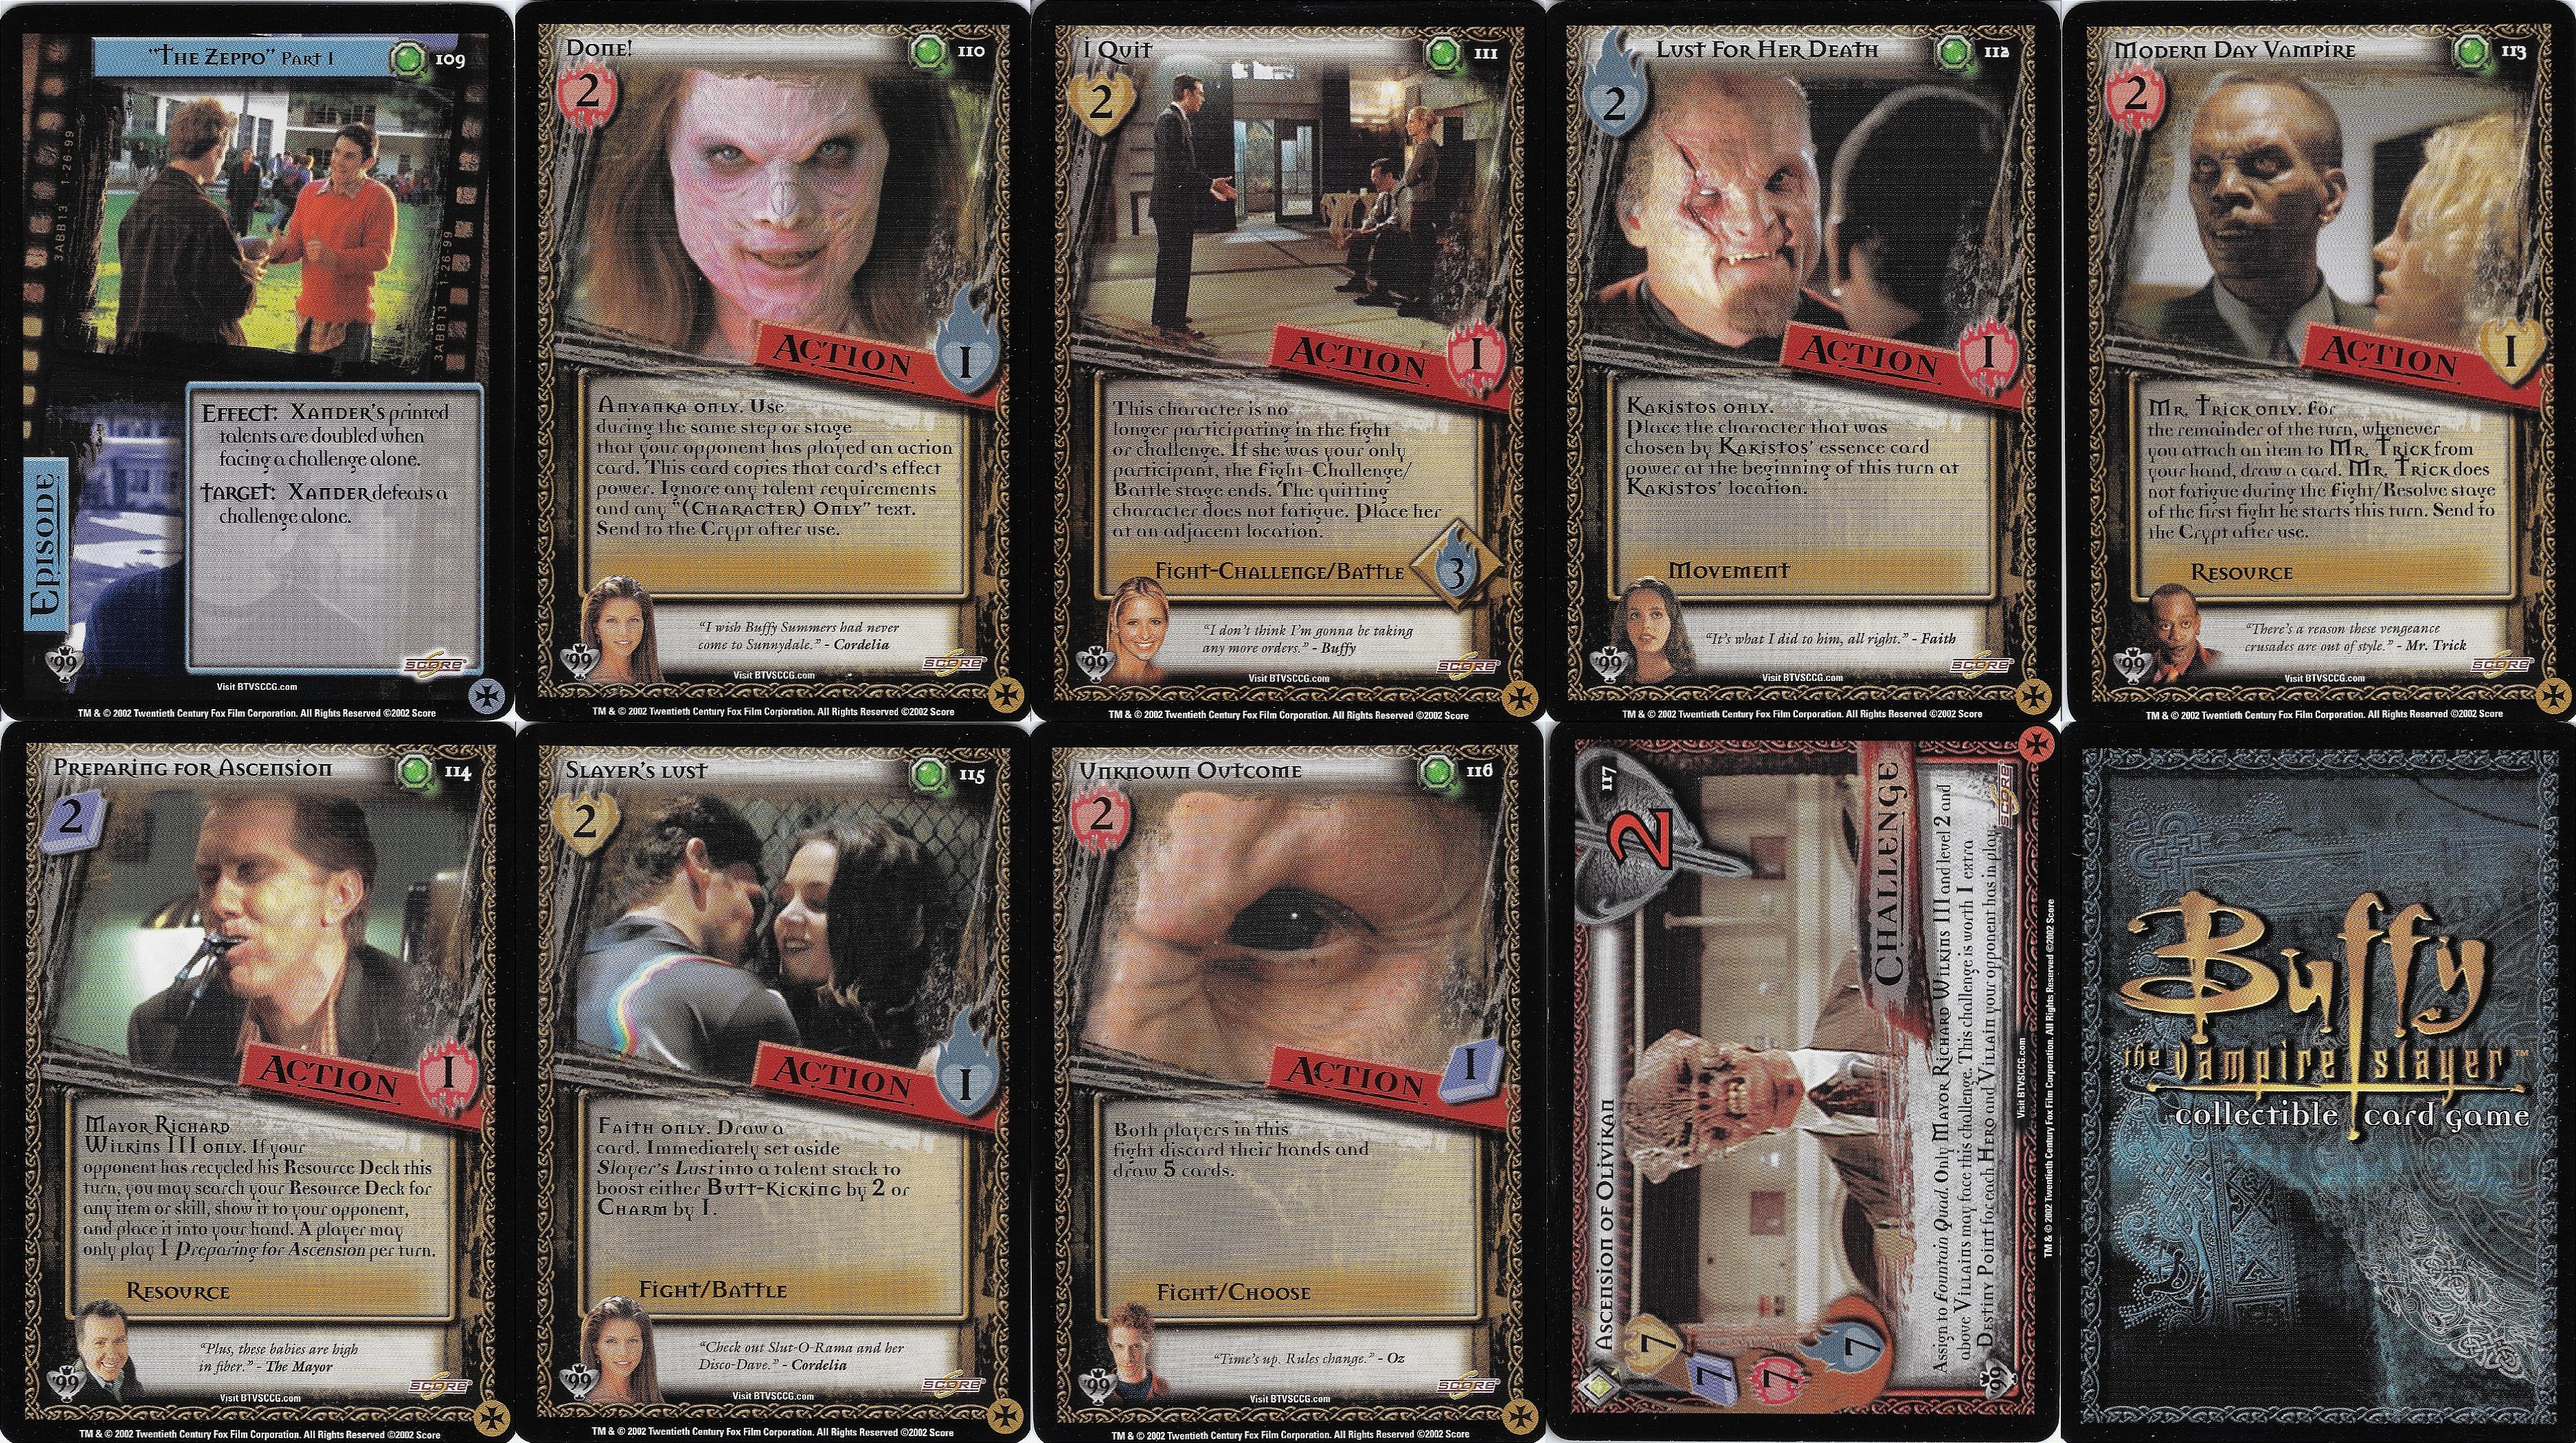 "The Zeppo" Part 1
109
3ABB13 1-26-99
3ABB13 1-26-99
Effect: Xander's printed
talents are doubled when
facing a challenge alone.
Target: Xander defeats a
challenge alone.
Episode
'99
Score
Visit BTVSCCG.com
TM & © 2002 Twentieth Century Fox Film Corporation. All Rights Reserved ©2002 Score
Done!
110
2
Action
1
Anyanka only. Use
during the same step or stage
that your opponent has played an action
card. This card copies that card's effect
power. Ignore any talent requirements
and any "(Character) Only" text.
Send to the Crypt after use.
"I wish Buffy Summers had never
come to Sunnydale." - Cordelia
'99
Score
Visit BTVSCCG.com
TM & © 2002 Twentieth Century Fox Film Corporation. All Rights Reserved ©2002 Score
I Quit
111
2
Action
1
This character is no
longer participating in the fight
or challenge. If she was your only
participant, the Fight-Challenge/
Battle stage ends. The quitting
character does not fatigue. Place her
at an adjacent location.
Fight-Challenge/Battle
3
"I don't think I'm gonna be taking
any more orders." - Buffy
'99
Score
Visit BTVSCCG.com
TM & © 2002 Twentieth Century Fox Film Corporation. All Rights Reserved ©2002 Score
Lust For Her Death
112
2
Action
1
Kakistos only.
Place the character that was
chosen by Kakistos' essence card
power at the beginning of this turn at
Kakistos' location.
Movement
"It's what I did to him, all right." - Faith
'99
Score
Visit BTVSCCG.com
TM & © 2002 Twentieth Century Fox Film Corporation. All Rights Reserved ©2002 Score
Modern Day Vampire
113
2
Action
1
Mr. Trick only. For
the remainder of the turn, whenever
you attach an item to Mr. Trick from
your hand, draw a card. Mr. Trick does
not fatigue during the Fight/Resolve stage
of the first fight he starts this turn. Send to
the Crypt after use.
Resource
"There's a reason these vengeance
crusades are out of style." - Mr. Trick
'99
Score
Visit BTVSCCG.com
TM & © 2002 Twentieth Century Fox Film Corporation. All Rights Reserved ©2002 Score
Preparing for Ascension
114
2
Action
1
Mayor Richard
Wilkins III only. If your
opponent has recycled his Resource Deck this
turn, you may search your Resource Deck for
any item or skill, show it to your opponent,
and place it into your hand. A player may
only play 1 Preparing for Ascension per turn.
Resource
"Plus, these babies are high
in fiber." - The Mayor
'99
Score
Visit BTVSCCG.com
TM & © 2002 Twentieth Century Fox Film Corporation. All Rights Reserved ©2002 Score
Slayer's Lust
115
2
Action
1
Faith only. Draw a
card. Immediately set aside
Slayer's Lust into a talent stack to
boost either Butt-Kicking by 2 or
Charm by 1.
Fight/Battle
"Check out Slut-O-Rama and her
Disco-Dave." - Cordelia
'99
Score
Visit BTVSCCG.com
TM & © 2002 Twentieth Century Fox Film Corporation. All Rights Reserved ©2002 Score
Unknown Outcome
116
2
Action
1
Both players in this
fight discard their hands and
draw 5 cards.
Fight/Choose
"Time's up. Rules change." - Oz
'99
Score
Visit BTVSCCG.com
TM & © 2002 Twentieth Century Fox Film Corporation. All Rights Reserved ©2002 Score
Ascension of Olivikan
117
2
7
7
7
7
Challenge
Assign to Fountain Quad. Only Mayor Richard Wilkins III and level 2 and
above Villains may face this challenge. This challenge is worth 1 extra
Destiny Point for each Hero and Villain your opponent has in play.
'99
Score
Visit BTVSCCG.com
TM & © 2002 Twentieth Century Fox Film Corporation. All Rights Reserved ©2002 Score
Buffy
the vampire slayer™
collectible card game